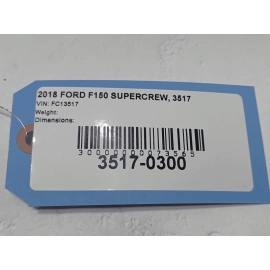 2018 FORD F150 SUPERCREW, 3517
VIN: FC13517
Weight:
Dimensions:
3000000073565
3517-0300